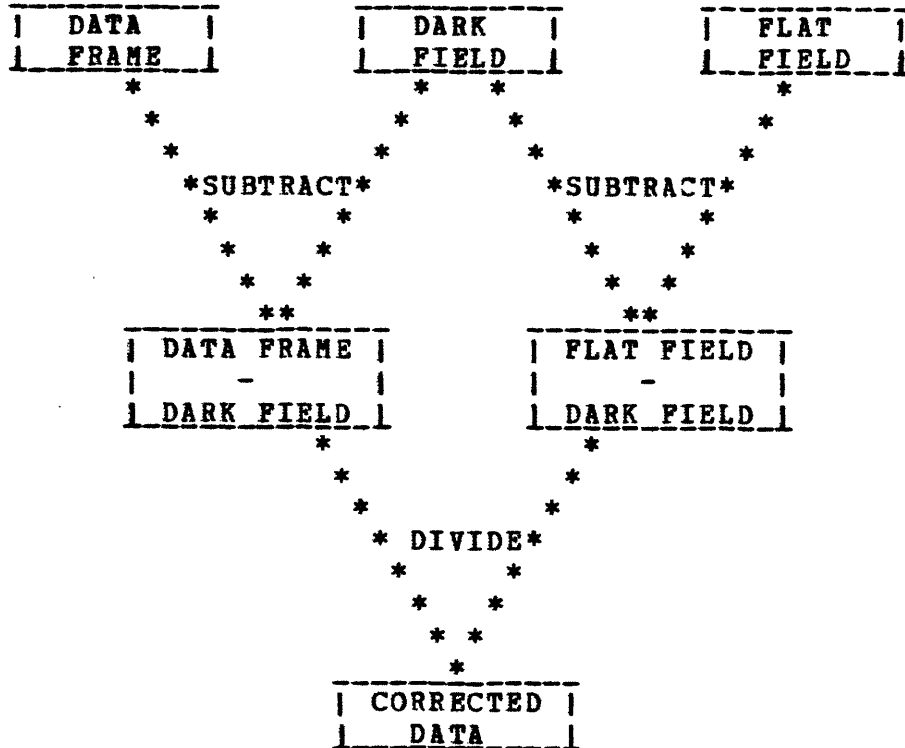 DATA FRAME
DARK FIELD
FLAT FIELD
*SUBTRACT*
*SUBTRACT*
DATA FRAME
-
DARK FIELD
FLAT FIELD
-
DARK FIELD
* DIVIDE*
CORRECTED
DATA